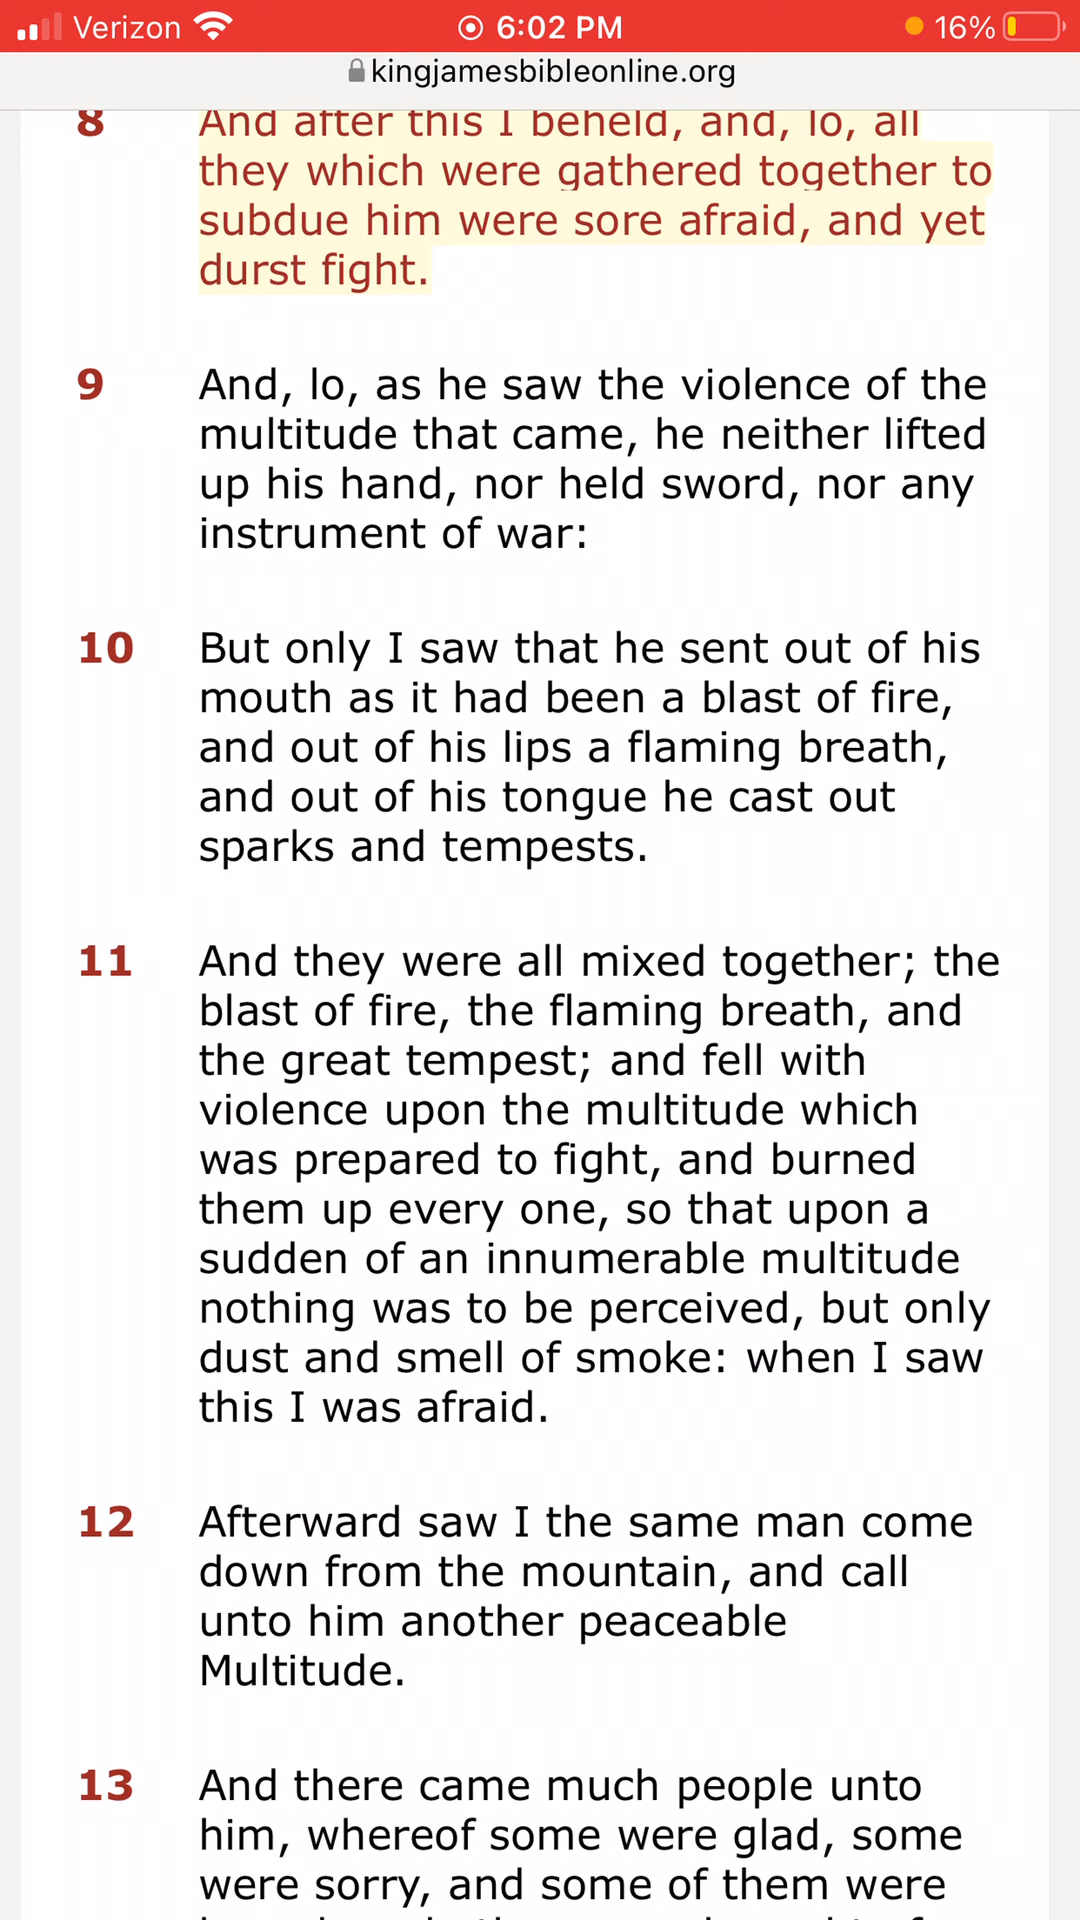 Verizon 6:02 PM 16%
kingjamesbibleonline.org
8 And after this I beheld, and, lo, all
they which were gathered together to
subdue him were sore afraid, and yet
durst fight.
9 And, lo, as he saw the violence of the
multitude that came, he neither lifted
up his hand, nor held sword, nor any
instrument of war:
10 But only I saw that he sent out of his
mouth as it had been a blast of fire,
and out of his lips a flaming breath,
and out of his tongue he cast out
sparks and tempests.
11 And they were all mixed together; the
blast of fire, the flaming breath, and
the great tempest; and fell with
violence upon the multitude which
was prepared to fight, and burned
them up every one, so that upon a
sudden of an innumerable multitude
nothing was to be perceived, but only
dust and smell of smoke: when I saw
this I was afraid.
12 Afterward saw I the same man come
down from the mountain, and call
unto him another peaceable
Multitude.
13 And there came much people unto
him, whereof some were glad, some
were sorry, and some of them were